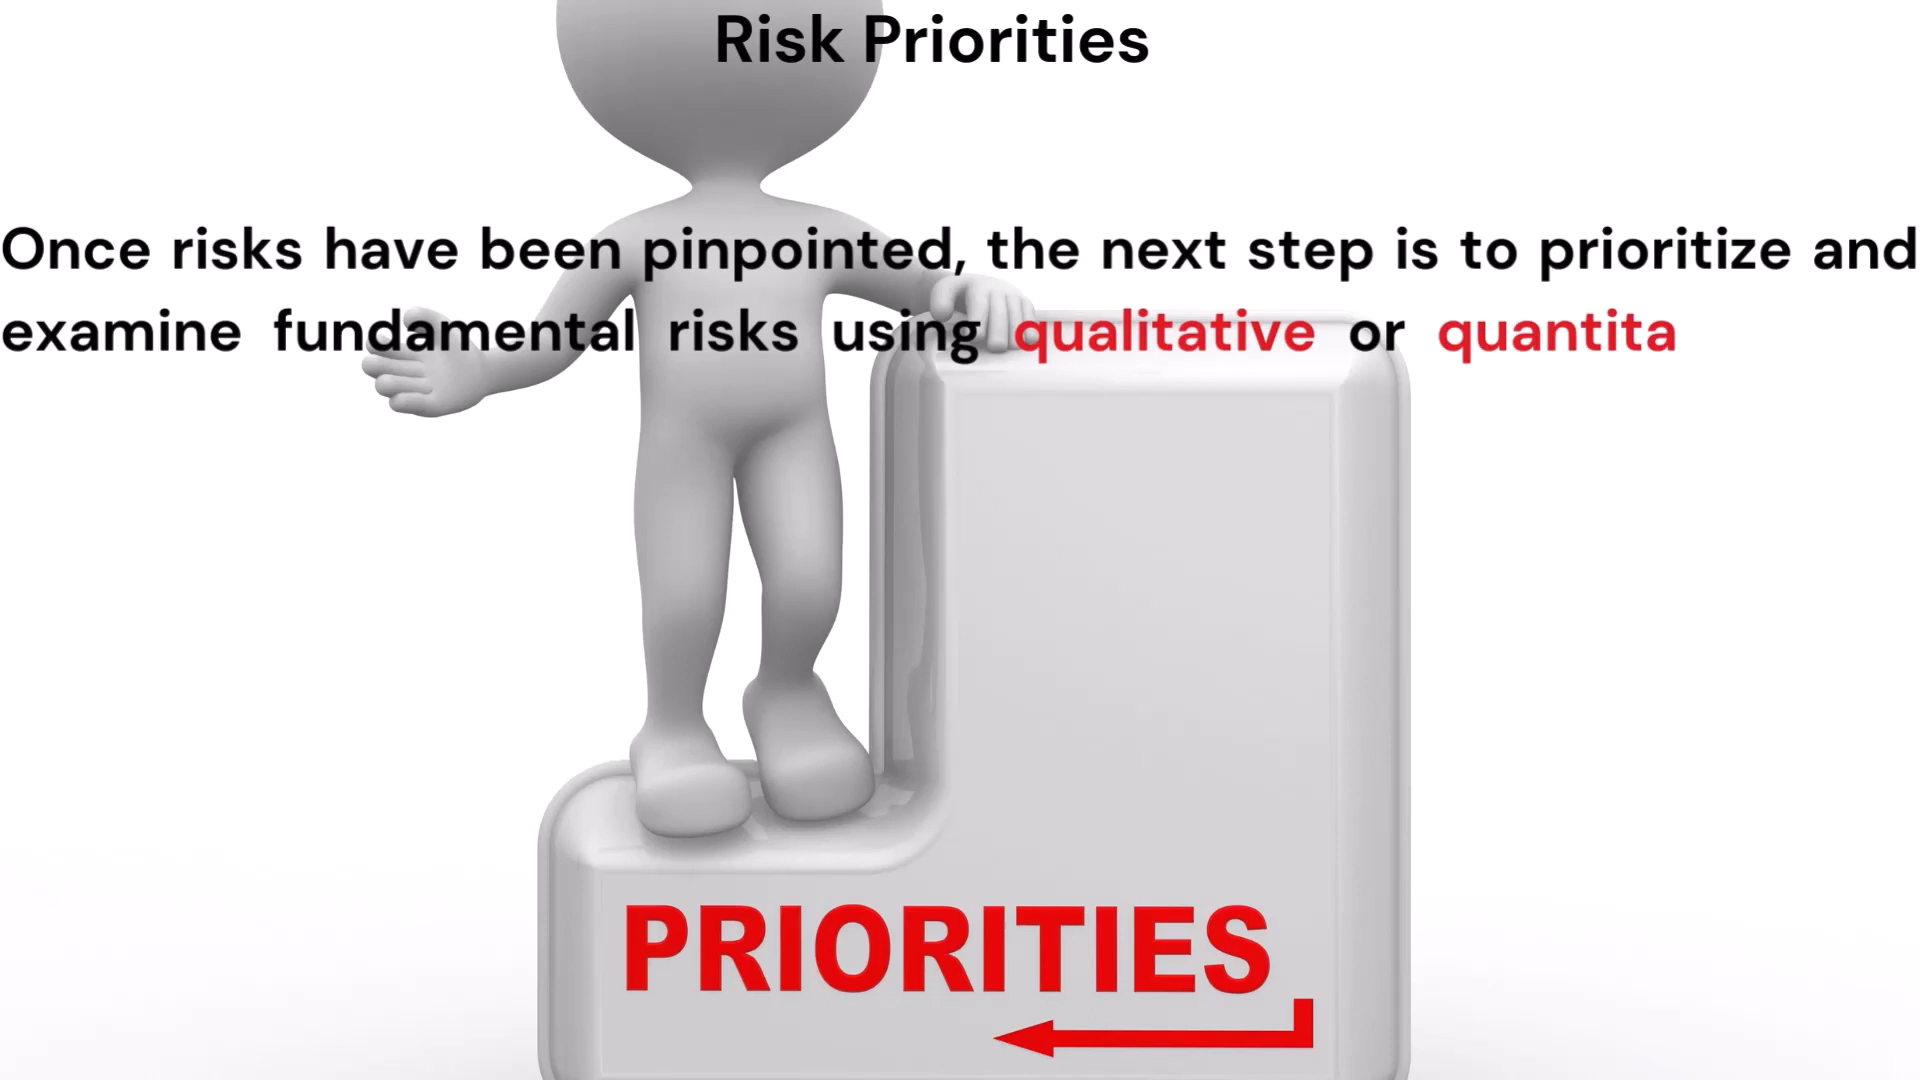 Risk Priorities
Once risks have been pinpointed, the next step is to prioritize and
examine fundamental risks using qualitative or quantita
PRIORITIES